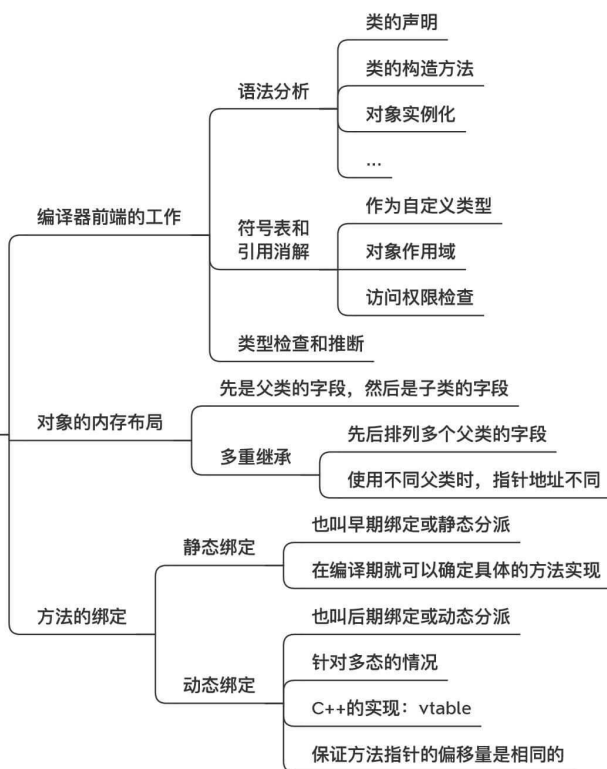 类的声明
类的构造方法
语法分析
对象实例化
...
编译器前端的工作
符号表和
引用消解
作为自定义类型
对象作用域
访问权限检查
类型检查和推断
对象的内存布局
先是父类的字段，然后是子类的字段
多重继承
先后排列多个父类的字段
使用不同父类时，指针地址不同
方法的绑定
静态绑定
也叫早期绑定或静态分派
在编译期就可以确定具体的方法实现
动态绑定
也叫后期绑定或动态分派
针对多态的情况
C++的实现：vtable
保证方法指针的偏移量是相同的